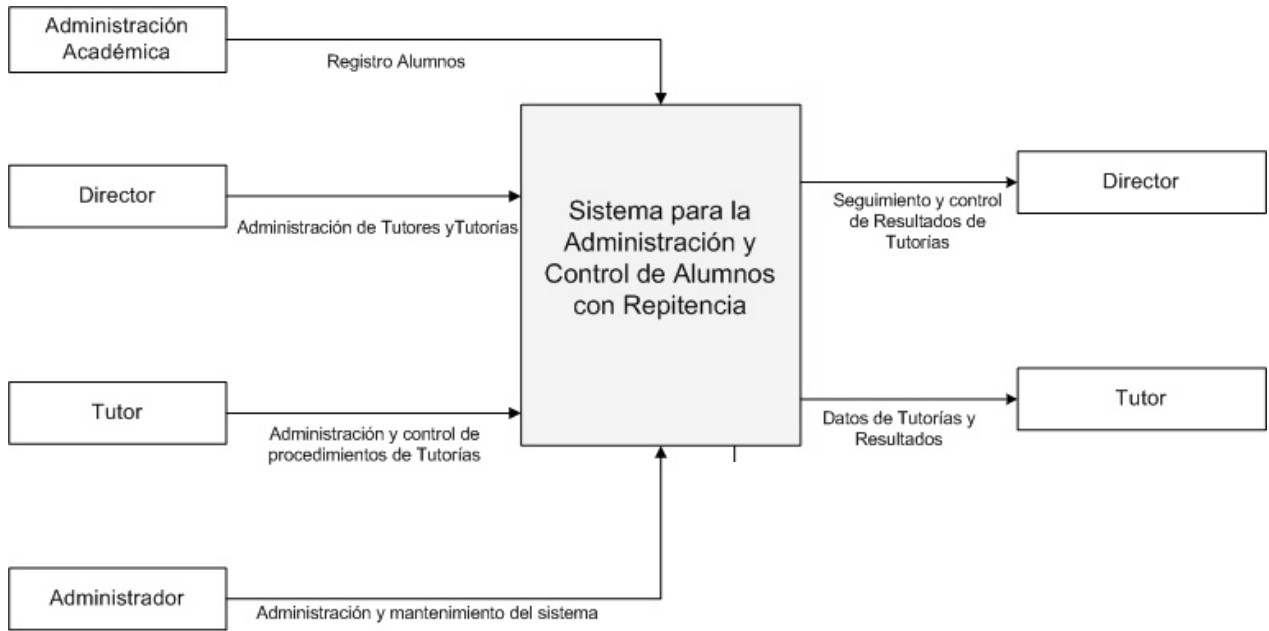 Administración
Académica
Registro Alumnos
Director
Administración de Tutores yTutorías
Tutor
Administración y control de
procedimientos de Tutorías
Administrador
Administración y mantenimiento del sistema
Sistema para la
Administración y
Control de Alumnos
con Repitencia
Director
Seguimiento y control
de Resultados de
Tutorías
Tutor
Datos de Tutorías y
Resultados